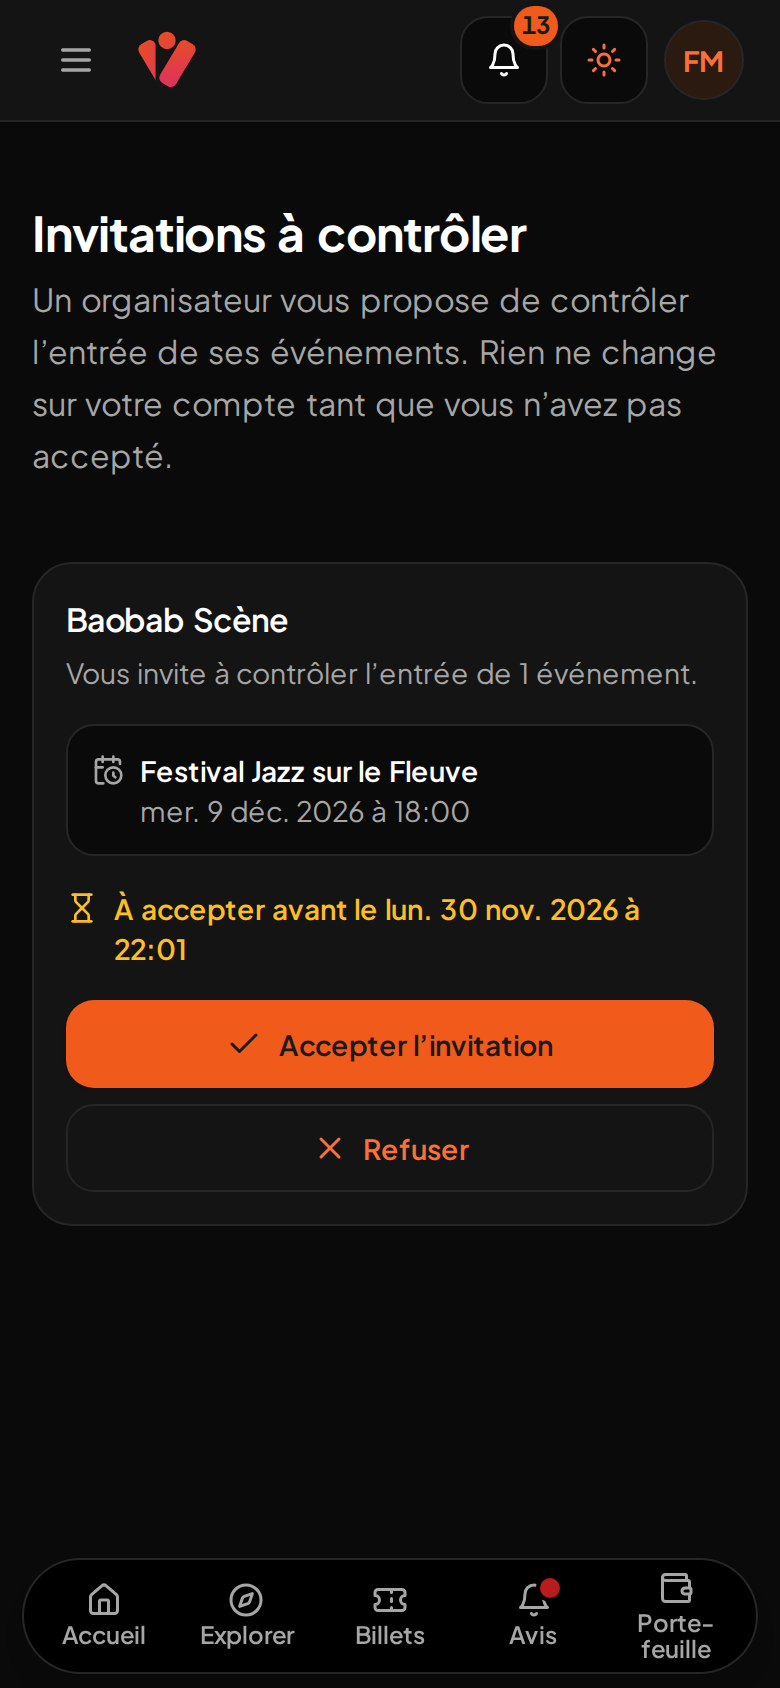 13
FM
Invitations à contrôler
Un organisateur vous propose de contrôler
l’entrée de ses événements. Rien ne change
sur votre compte tant que vous n’avez pas
accepté.
Baobab Scène
Vous invite à contrôler l’entrée de 1 événement.
Festival Jazz sur le Fleuve
mer. 9 déc. 2026 à 18:00
À accepter avant le lun. 30 nov. 2026 à
22:01
Accepter l’invitation
Refuser
Accueil
Explorer
Billets
Avis
Porte-
feuille